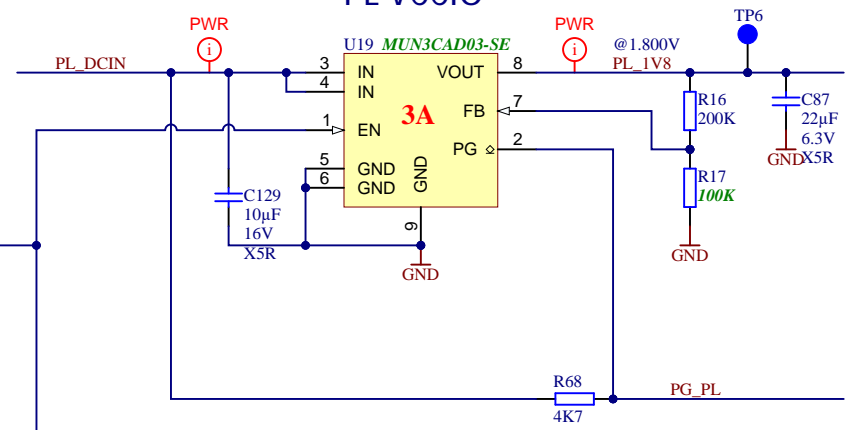 PWR
PWR
TP6
U19 MUN3CAD03-SE
@1.800V
PL_DCIN
PL_1V8
3 IN VOUT 8
4 IN
R16
200K
C87
22µF
6.3V
X5R
GND
3A
FB 7
1 EN
PG 2
5 GND
6 GND
GND
9
R17
100K
C129
10µF
16V
X5R
GND
GND
R68
4K7
PG_PL